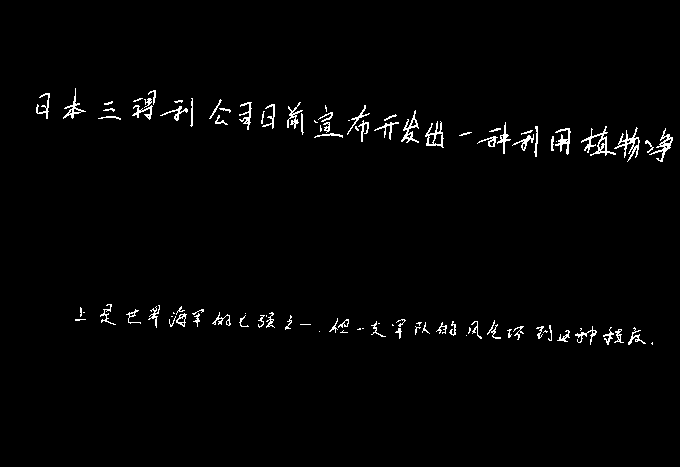 日本三得利公司日前宣布开发出一种利用植物净
上是世界海军的七强之一,但一支军队的风气坏到这种程度.